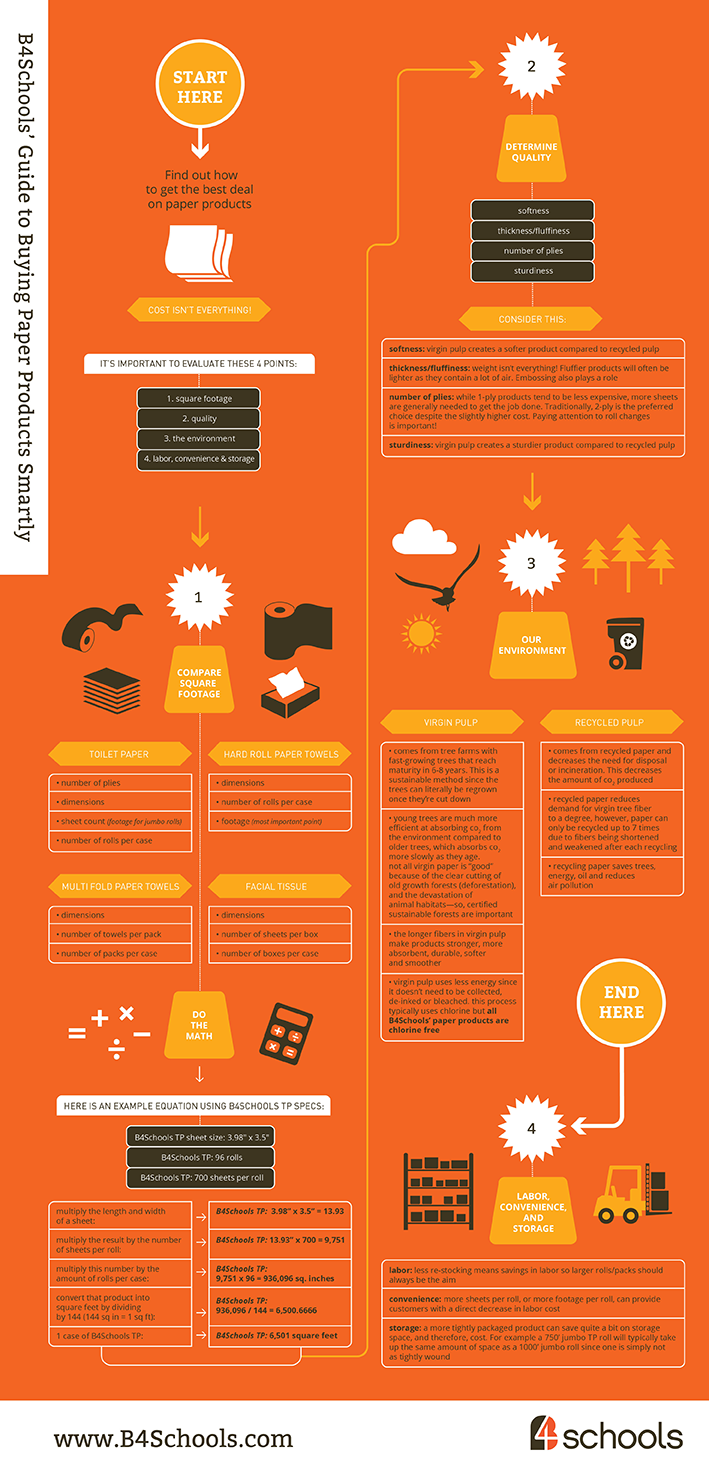 B4Schools' Guide to Buying Paper Products Smartly
START
HERE
Find out how
to get the best deal
on paper products
COST ISN'T EVERYTHING!
IT'S IMPORTANT TO EVALUATE THESE 4 POINTS:
1. square footage
2. quality
3. the environment
4. labor, convenience & storage
1
COMPARE
SQUARE
FOOTAGE
TOILET PAPER
• number of plies
• dimensions
• sheet count (footage for jumbo rolls)
• number of rolls per case
HARD ROLL PAPER TOWELS
• dimensions
• number of rolls per case
• footage (most important point)
MULTI FOLD PAPER TOWELS
• dimensions
• number of towels per pack
• number of packs per case
FACIAL TISSUE
• dimensions
• number of sheets per box
• number of boxes per case
DO
THE
MATH
HERE IS AN EXAMPLE EQUATION USING B4SCHOOLS TP SPECS:
B4Schools TP sheet size: 3.98" x 3.5"
B4Schools TP: 96 rolls
B4Schools TP: 700 sheets per roll
multiply the length and width
of a sheet:
B4Schools TP: 3.98" x 3.5" = 13.93
multiply the result by the number
of sheets per roll:
B4Schools TP: 13.93" x 700 = 9,751
multiply this number by the
amount of rolls per case:
B4Schools TP:
9,751 x 96 = 936,096 sq. inches
convert that product into
square feet by dividing
by 144 (144 sq in = 1 sq ft):
B4Schools TP:
936,096 / 144 = 6,500.6666
1 case of B4Schools TP:
B4Schools TP: 6,501 square feet
2
DETERMINE
QUALITY
softness
thickness/fluffiness
number of plies
sturdiness
CONSIDER THIS:
softness: virgin pulp creates a softer product compared to recycled pulp
thickness/fluffiness: weight isn't everything! Fluffier products will often be
lighter as they contain a lot of air. Embossing also plays a role
number of plies: while 1-ply products tend to be less expensive, more sheets
are generally needed to get the job done. Traditionally, 2-ply is the preferred
choice despite the slightly higher cost. Paying attention to roll changes
is important!
sturdiness: virgin pulp creates a sturdier product compared to recycled pulp
3
OUR
ENVIRONMENT
VIRGIN PULP
• comes from tree farms with
fast-growing trees that reach
maturity in 6-8 years. This is a
sustainable method since the
trees can literally be regrown
once they're cut down
• young trees are much more
efficient at absorbing co₂ from
the environment compared to
older trees, which absorbs co₂
more slowly as they age.
not all virgin paper is "good"
because of the clear cutting of
old growth forests (deforestation),
and the devastation of
animal habitats—so, certified
sustainable forests are important
• the longer fibers in virgin pulp
make products stronger, more
absorbent, durable, softer
and smoother
• virgin pulp uses less energy since
it doesn't need to be collected,
de-inked or bleached. this process
typically uses chlorine but all
B4Schools' paper products are
chlorine free
RECYCLED PULP
• comes from recycled paper and
decreases the need for disposal
or incineration. This decreases
the amount of co₂ produced
• recycled paper reduces
demand for virgin tree fiber
to a degree, however, paper can
only be recycled up to 7 times
due to fibers being shortened
and weakened after each recycling
• recycling paper saves trees,
energy, oil and reduces
air pollution
END
HERE
4
LABOR,
CONVENIENCE,
AND
STORAGE
labor: less re-stocking means savings in labor so larger rolls/packs should
always be the aim
convenience: more sheets per roll, or more footage per roll, can provide
customers with a direct decrease in labor cost
storage: a more tightly packaged product can save quite a bit on storage
space, and therefore, cost. For example a 750' jumbo TP roll will typically take
up the same amount of space as a 1000' jumbo roll since one is simply not
as tightly wound
www.B4Schools.com
B4schools